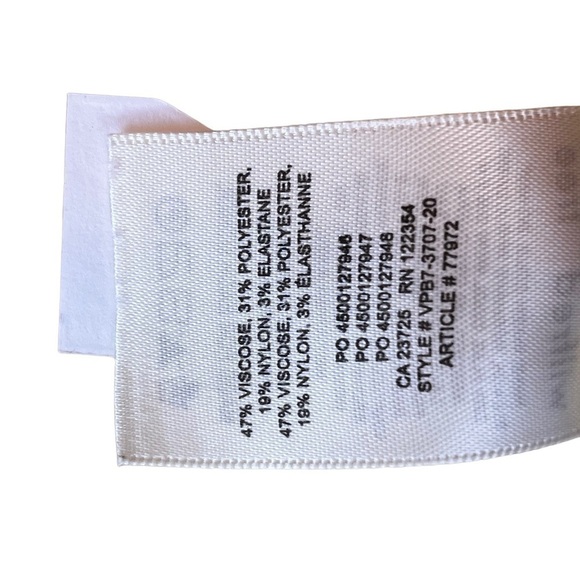 47% VISCOSE, 31% POLYESTER,
19% NYLON, 3% ELASTANE
47% VISCOSE, 31% POLYESTER,
19% NYLON, 3% ÉLASTHANNE
PO 4500127946
PO 4500127947
PO 4500127948
CA 23725 RN 122354
STYLE # VPB7-3707-20
ARTICLE # 77972